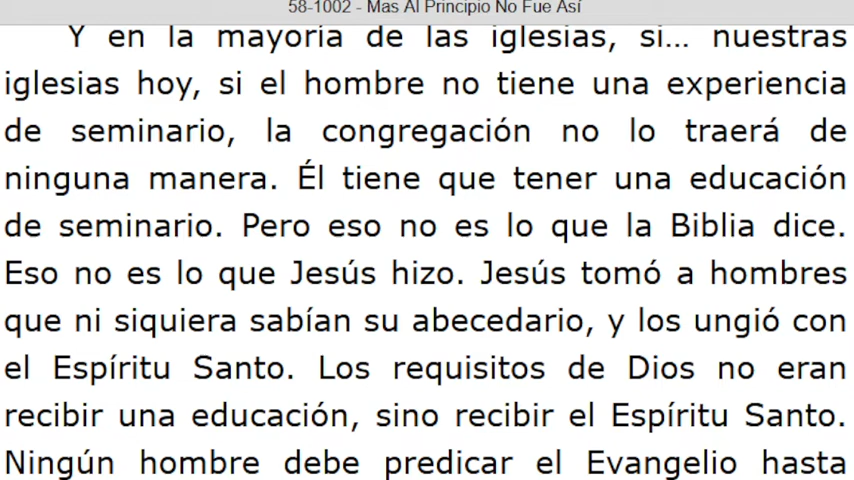 58-1002 - Mas Al Principio No Fue Así
Y en la mayoría de las iglesias, si... nuestras
iglesias hoy, si el hombre no tiene una experiencia
de seminario, la congregación no lo traerá de
ninguna manera. Él tiene que tener una educación
de seminario. Pero eso no es lo que la Biblia dice.
Eso no es lo que Jesús hizo. Jesús tomó a hombres
que ni siquiera sabían su abecedario, y los ungió con
el Espíritu Santo. Los requisitos de Dios no eran
recibir una educación, sino recibir el Espíritu Santo.
Ningún hombre debe predicar el Evangelio hasta